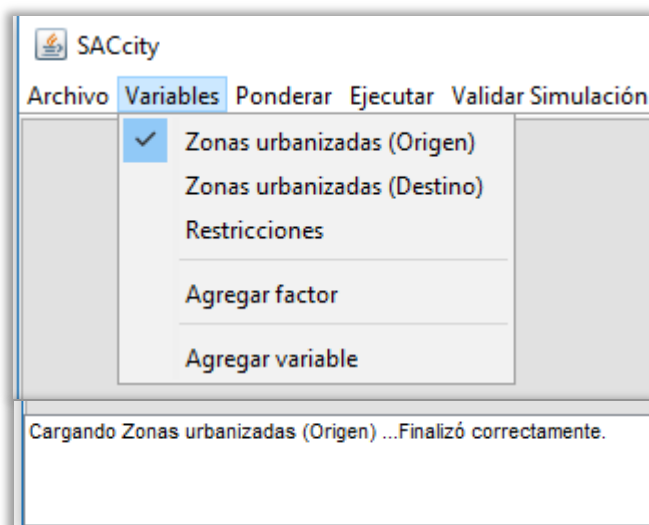 SACcity
Archivo Variables Ponderar Ejecutar Validar Simulación
Zonas urbanizadas (Origen)
Zonas urbanizadas (Destino)
Restricciones
Agregar factor
Agregar variable
Cargando Zonas urbanizadas (Origen) ...Finalizó correctamente.